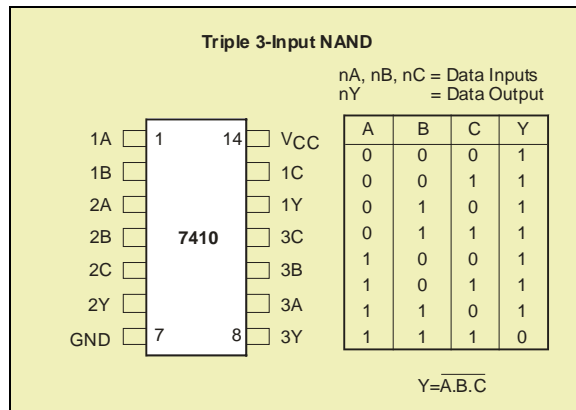 Triple 3-Input NAND
nA, nB, nC = Data Inputs
nY = Data Output
1A 1 14 VCC
1B 1C
2A 1Y
2B 7410 3C
2C 3B
2Y 3A
GND 7 8 3Y
A B C Y
0 0 0 1
0 0 1 1
0 1 0 1
0 1 1 1
1 0 0 1
1 0 1 1
1 1 0 1
1 1 1 0
Y=A.B.C